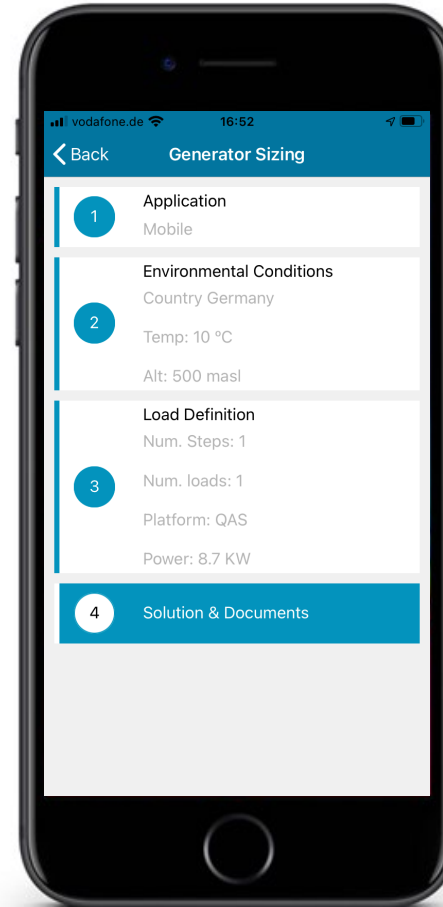 vodafone.de 16:52
Back Generator Sizing
1 Application
Mobile
Environmental Conditions
2 Country Germany
Temp: 10 ºC
Alt: 500 masl
Load Definition
Num. Steps: 1
3 Num. loads: 1
Platform: QAS
Power: 8.7 KW
4 Solution & Documents